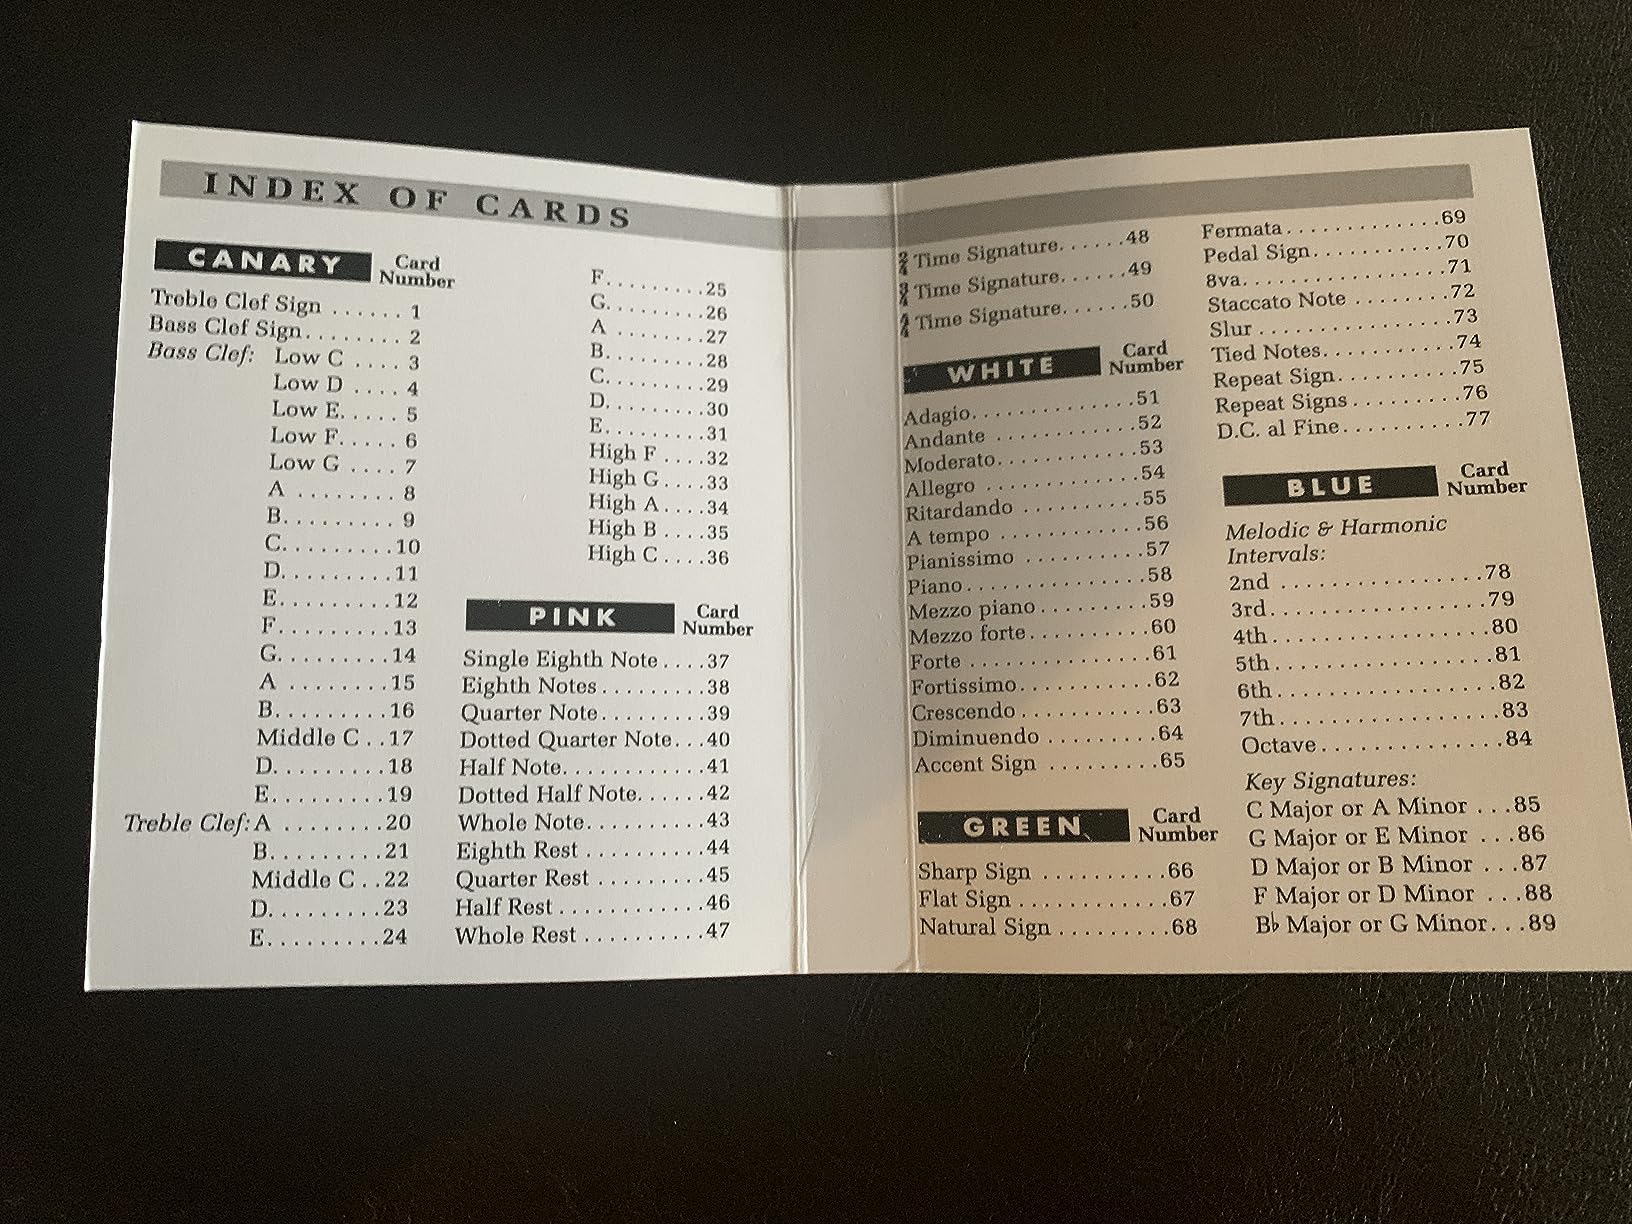 INDEX OF CARDS
CANARY Card Number
Treble Clef Sign ...... 1
Bass Clef Sign........ 2
Bass Clef: Low C .... 3
Low D .... 4
Low E..... 5
Low F..... 6
Low G .... 7
A ........ 8
B......... 9
C.........10
D.........11
E.........12
F.........13
G.........14
A ........15
B.........16
Middle C ..17
D.........18
E.........19
Treble Clef: A ........20
B.........21
Middle C ..22
D.........23
E.........24
F.........25
G.........26
A ........27
B.........28
C.........29
D.........30
E.........31
High F ....32
High G....33
High A....34
High B ....35
High C ....36
PINK Card Number
Single Eighth Note....37
Eighth Notes.........38
Quarter Note.........39
Dotted Quarter Note...40
Half Note............41
Dotted Half Note......42
Whole Note..........43
Eighth Rest ..........44
Quarter Rest .........45
Half Rest ............46
Whole Rest ..........47
2/4 Time Signature......48
3/4 Time Signature......49
4/4 Time Signature......50
WHITE Card Number
Adagio..............51
Andante ............52
Moderato............53
Allegro .............54
Ritardando ..........55
A tempo ............56
Pianissimo ..........57
Piano...............58
Mezzo piano.........59
Mezzo forte..........60
Forte ...............61
Fortissimo...........62
Crescendo...........63
Diminuendo .........64
Accent Sign .........65
GREEN Card Number
Sharp Sign ..........66
Flat Sign ............67
Natural Sign .........68
Fermata.............69
Pedal Sign...........70
8va.................71
Staccato Note ........72
Slur ................73
Tied Notes...........74
Repeat Sign..........75
Repeat Signs.........76
D.C. al Fine..........77
BLUE Card Number
Melodic & Harmonic
Intervals:
2nd ................78
3rd.................79
4th.................80
5th.................81
6th.................82
7th.................83
Octave..............84
Key Signatures:
C Major or A Minor ...85
G Major or E Minor ...86
D Major or B Minor ...87
F Major or D Minor ...88
B♭ Major or G Minor...89